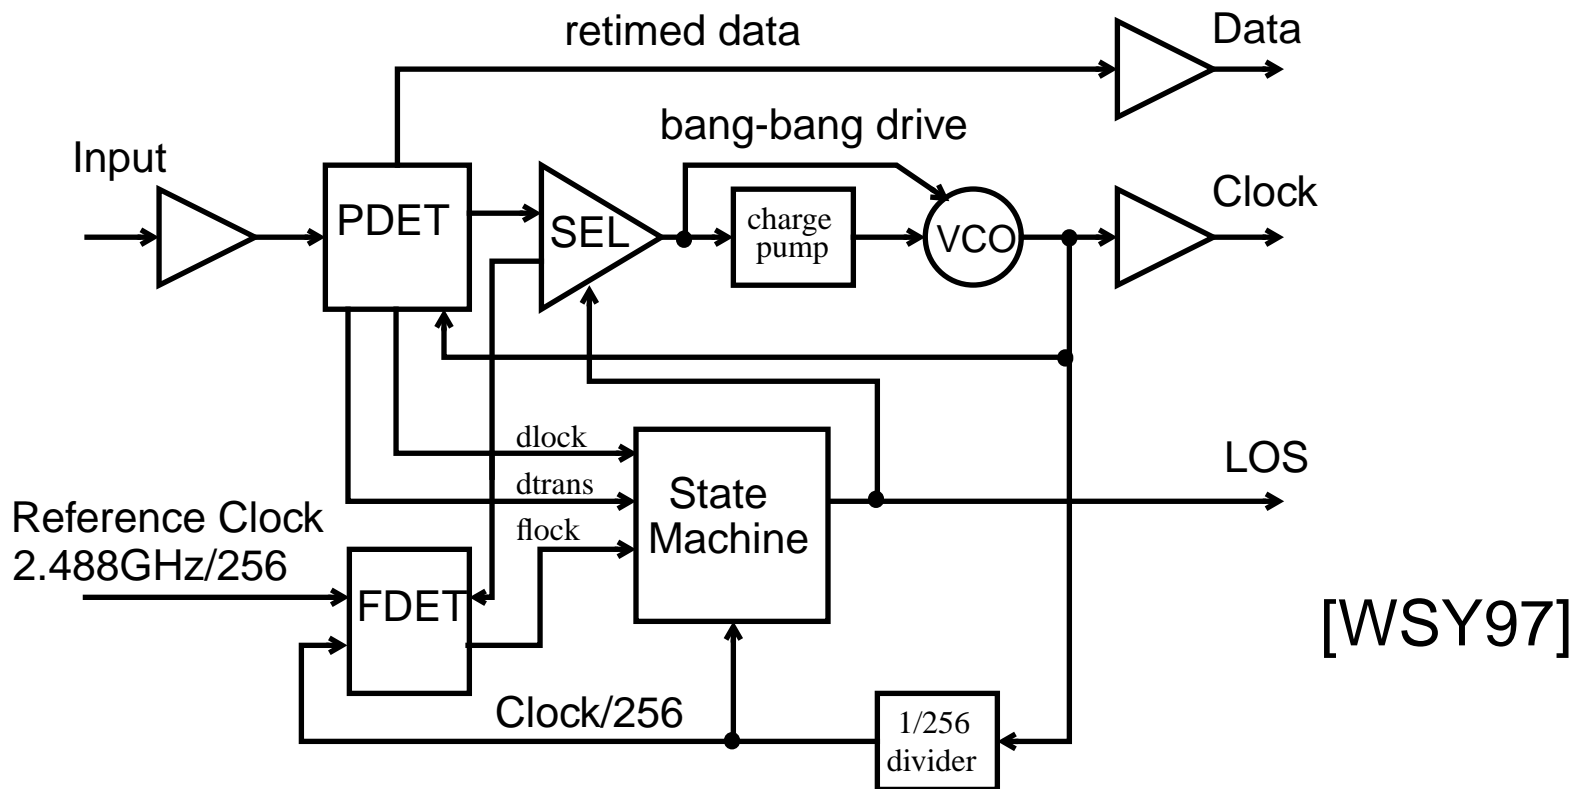 retimed data
Data
bang-bang drive
Input
Clock
PDET
SEL
charge
pump
VCO
dlock
LOS
dtrans
State
Machine
Reference Clock
2.488GHz/256
flock
FDET
[WSY97]
Clock/256
1/256
divider